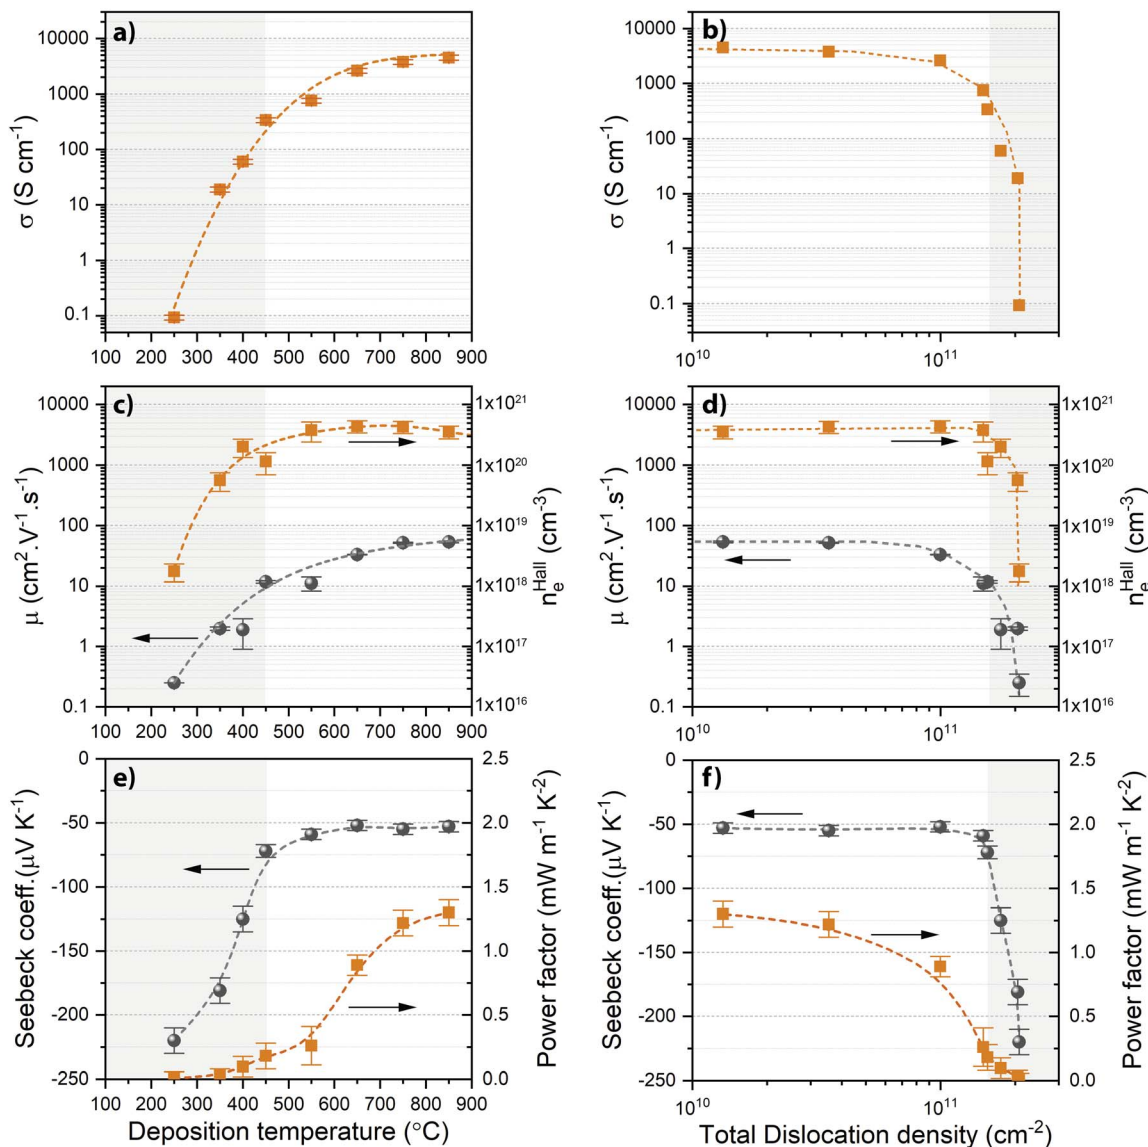 a)
10000
1000
100
10
1
0.1
σ (S cm⁻¹)
100 200 300 400 500 600 700 800 900
b)
10000
1000
100
10
1
0.1
σ (S cm⁻¹)
10¹⁰ 10¹¹
c)
10000
1000
100
10
1
0.1
μ (cm².V⁻¹.s⁻¹)
1x10²¹
1x10²⁰
1x10¹⁹
1x10¹⁸
1x10¹⁷
1x10¹⁶
nₑᴴᵃˡˡ (cm⁻³)
100 200 300 400 500 600 700 800 900
d)
10000
1000
100
10
1
0.1
μ (cm².V⁻¹.s⁻¹)
1x10²¹
1x10²⁰
1x10¹⁹
1x10¹⁸
1x10¹⁷
1x10¹⁶
nₑᴴᵃˡˡ (cm⁻³)
10¹⁰ 10¹¹
e)
0
-50
-100
-150
-200
-250
Seebeck coeff.(μV K⁻¹)
2.5
2.0
1.5
1.0
0.5
0.0
Power factor (mW m⁻¹ K⁻²)
100 200 300 400 500 600 700 800 900
Deposition temperature (°C)
f)
0
-50
-100
-150
-200
-250
Seebeck coeff.(μV K⁻¹)
2.5
2.0
1.5
1.0
0.5
0.0
Power factor (mW m⁻¹ K⁻²)
10¹⁰ 10¹¹
Total Dislocation density (cm⁻²)